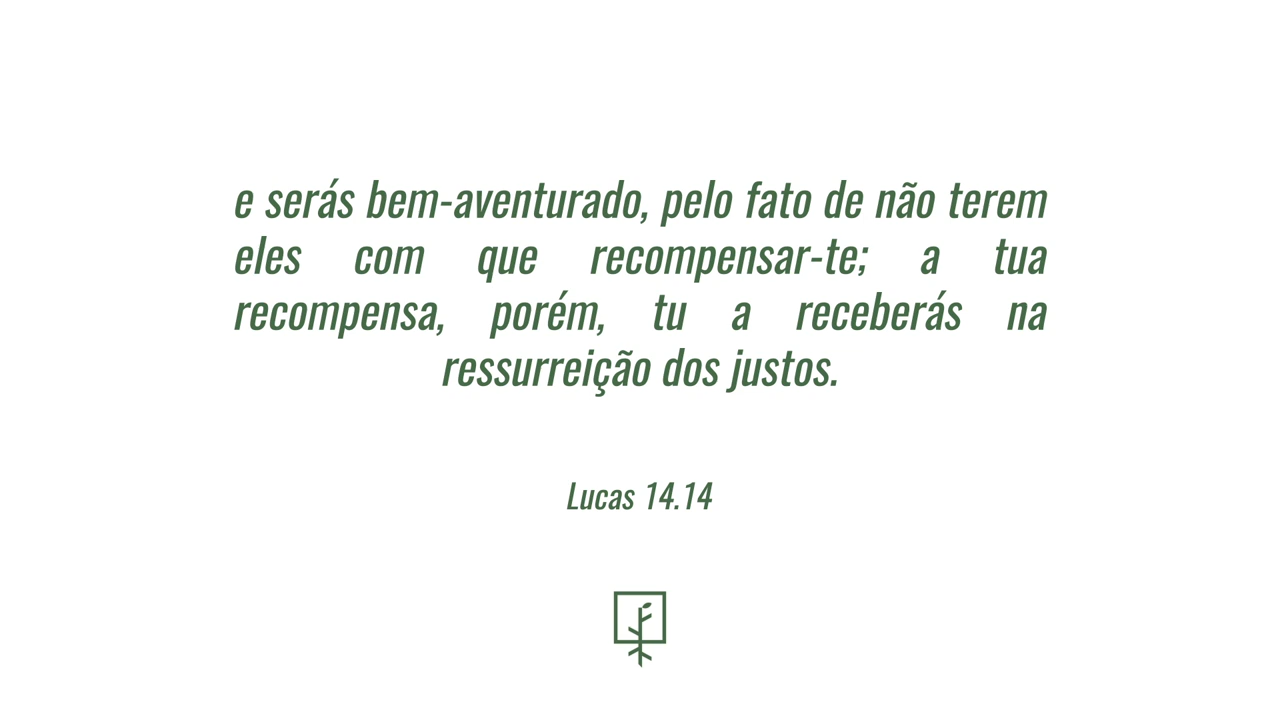 e serás bem-aventurado, pelo fato de não terem
eles com que recompensar-te; a tua
recompensa, porém, tu a receberás na
ressurreição dos justos.
Lucas 14.14